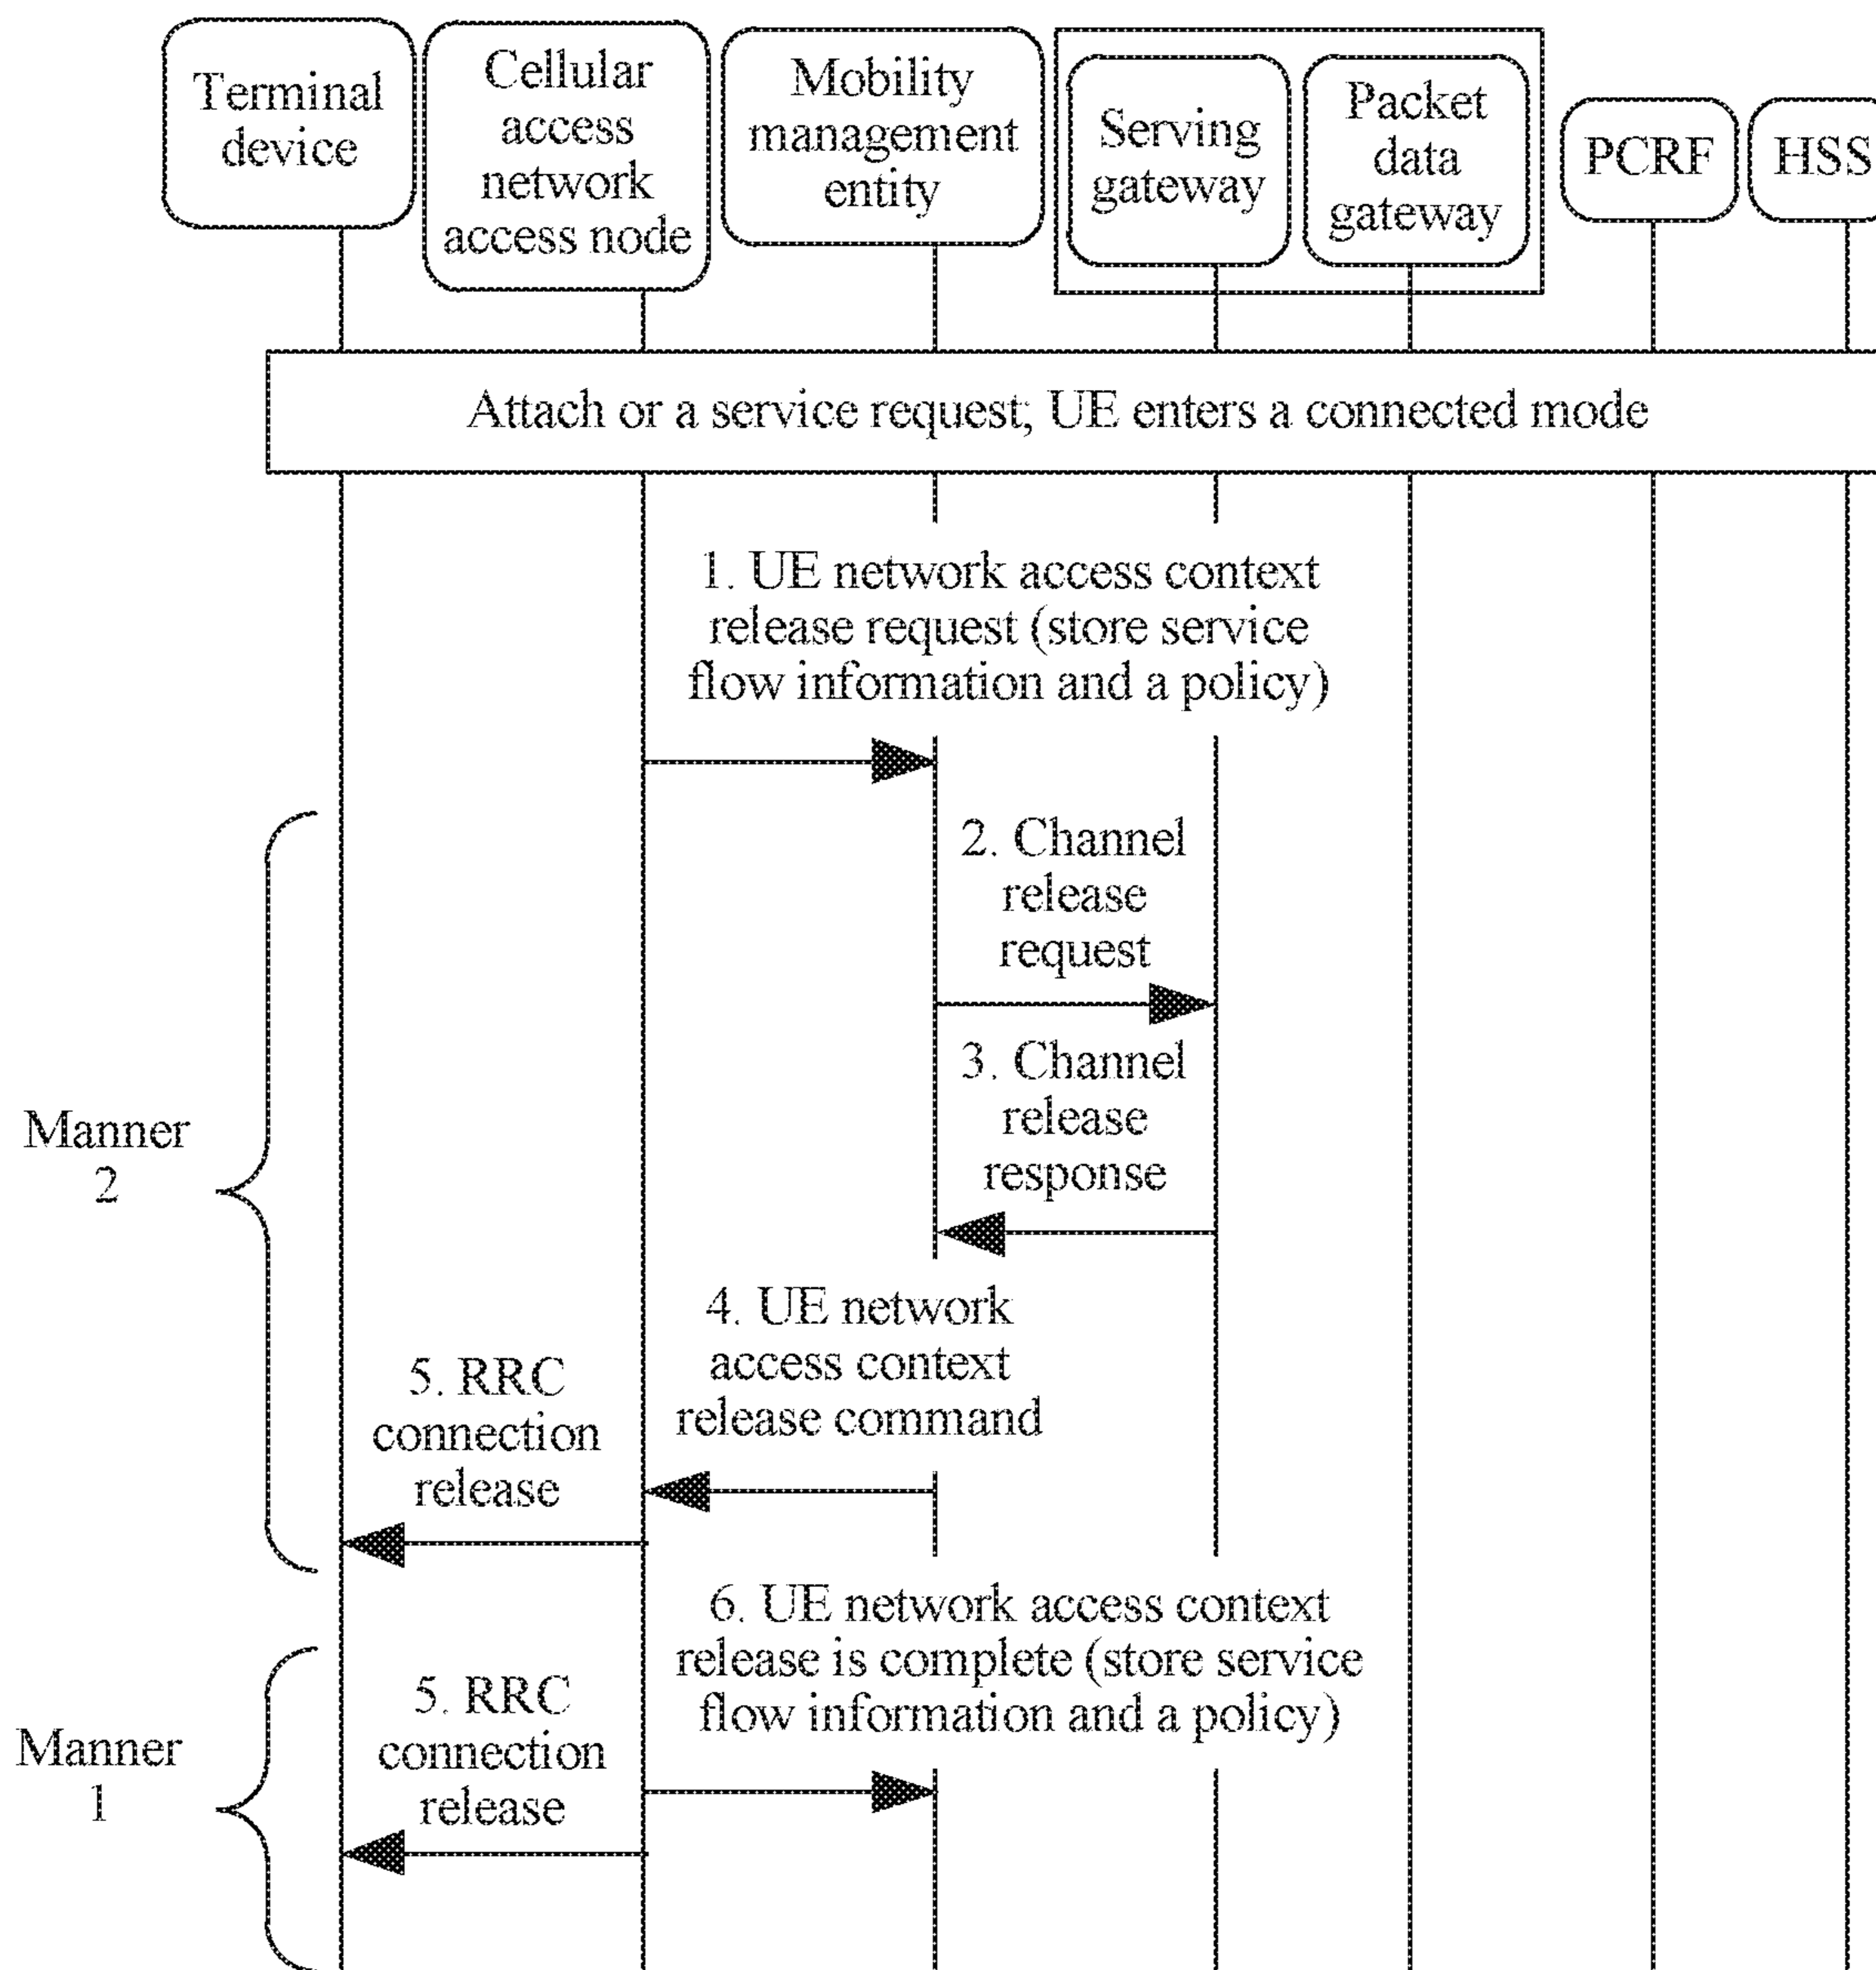 Terminal
device
Cellular
access
network
access node
Mobility
management
entity
Serving
gateway
Packet
data
gateway
PCRF
HSS
Attach or a service request; UE enters a connected mode
1. UE network access context
release request (store service
flow information and a policy)
2. Channel
release
request
3. Channel
release
response
Manner
2
4. UE network
access context
release command
5. RRC
connection
release
6. UE network access context
release is complete (store service
flow information and a policy)
Manner
1
5. RRC
connection
release